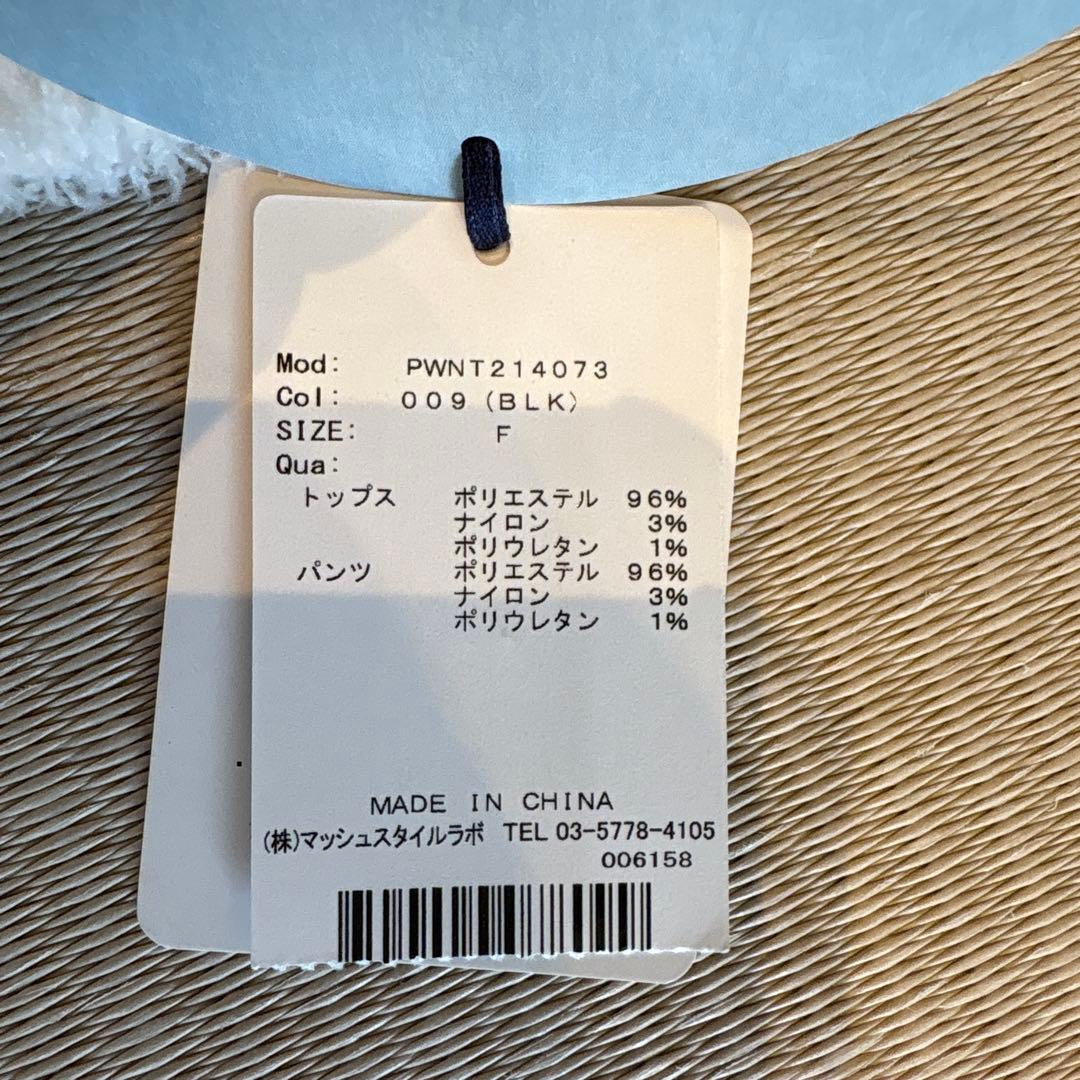 Mod: PWNT214073
Col: 009(BLK)
SIZE: F
Qua:
トップス ポリエステル 96%
ナイロン 3%
ポリウレタン 1%
パンツ ポリエステル 96%
ナイロン 3%
ポリウレタン 1%
MADE IN CHINA
(株)マッシュスタイルラボ TEL 03-5778-4105
006158